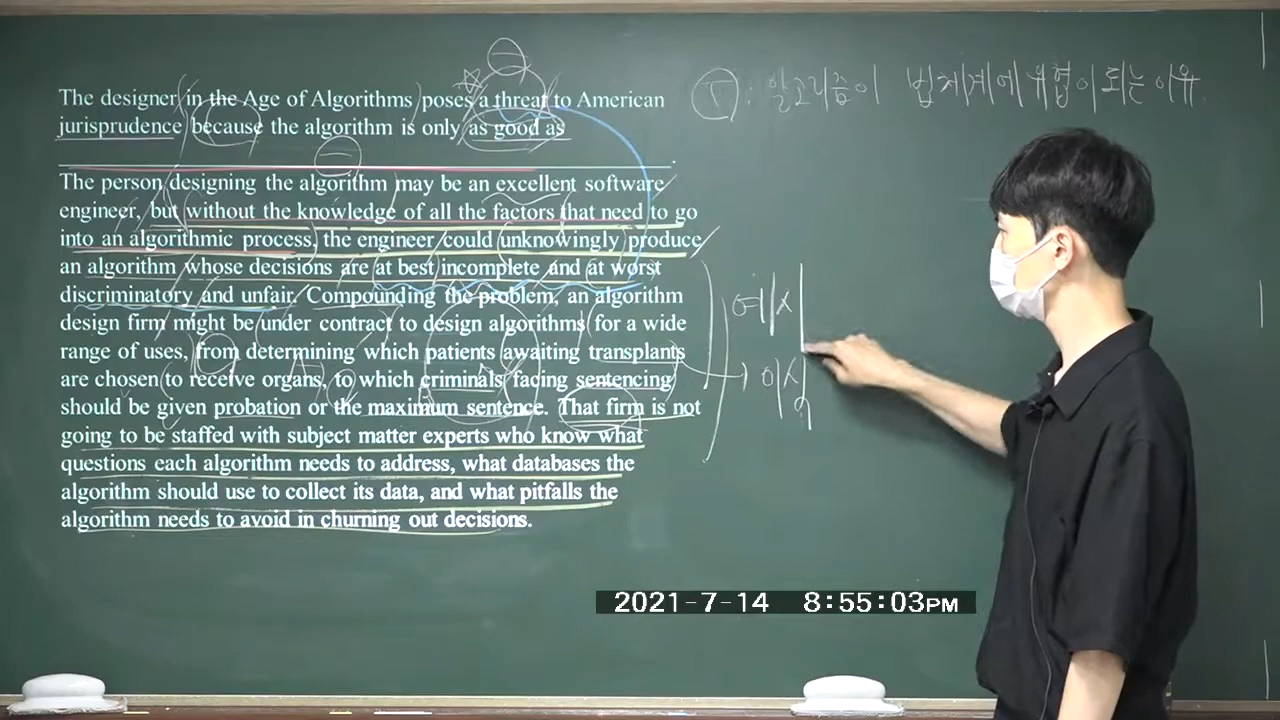 The designer in the Age of Algorithms poses a threat to American
jurisprudence because the algorithm is only as good as
The person designing the algorithm may be an excellent software
engineer, but without the knowledge of all the factors that need to go
into an algorithmic process, the engineer could unknowingly produce
an algorithm whose decisions are at best incomplete and at worst
discriminatory and unfair. Compounding the problem, an algorithm
design firm might be under contract to design algorithms for a wide
range of uses, from determining which patients awaiting transplants
are chosen to receive organs, to which criminals facing sentencing
should be given probation or the maximum sentence. That firm is not
going to be staffed with subject matter experts who know what
questions each algorithm needs to address, what databases the
algorithm should use to collect its data, and what pitfalls the
algorithm needs to avoid in churning out decisions.
T : 알고리즘이 법체계에 위협이 되는 이유
예시
이식
2021-7-14 8:55:03PM